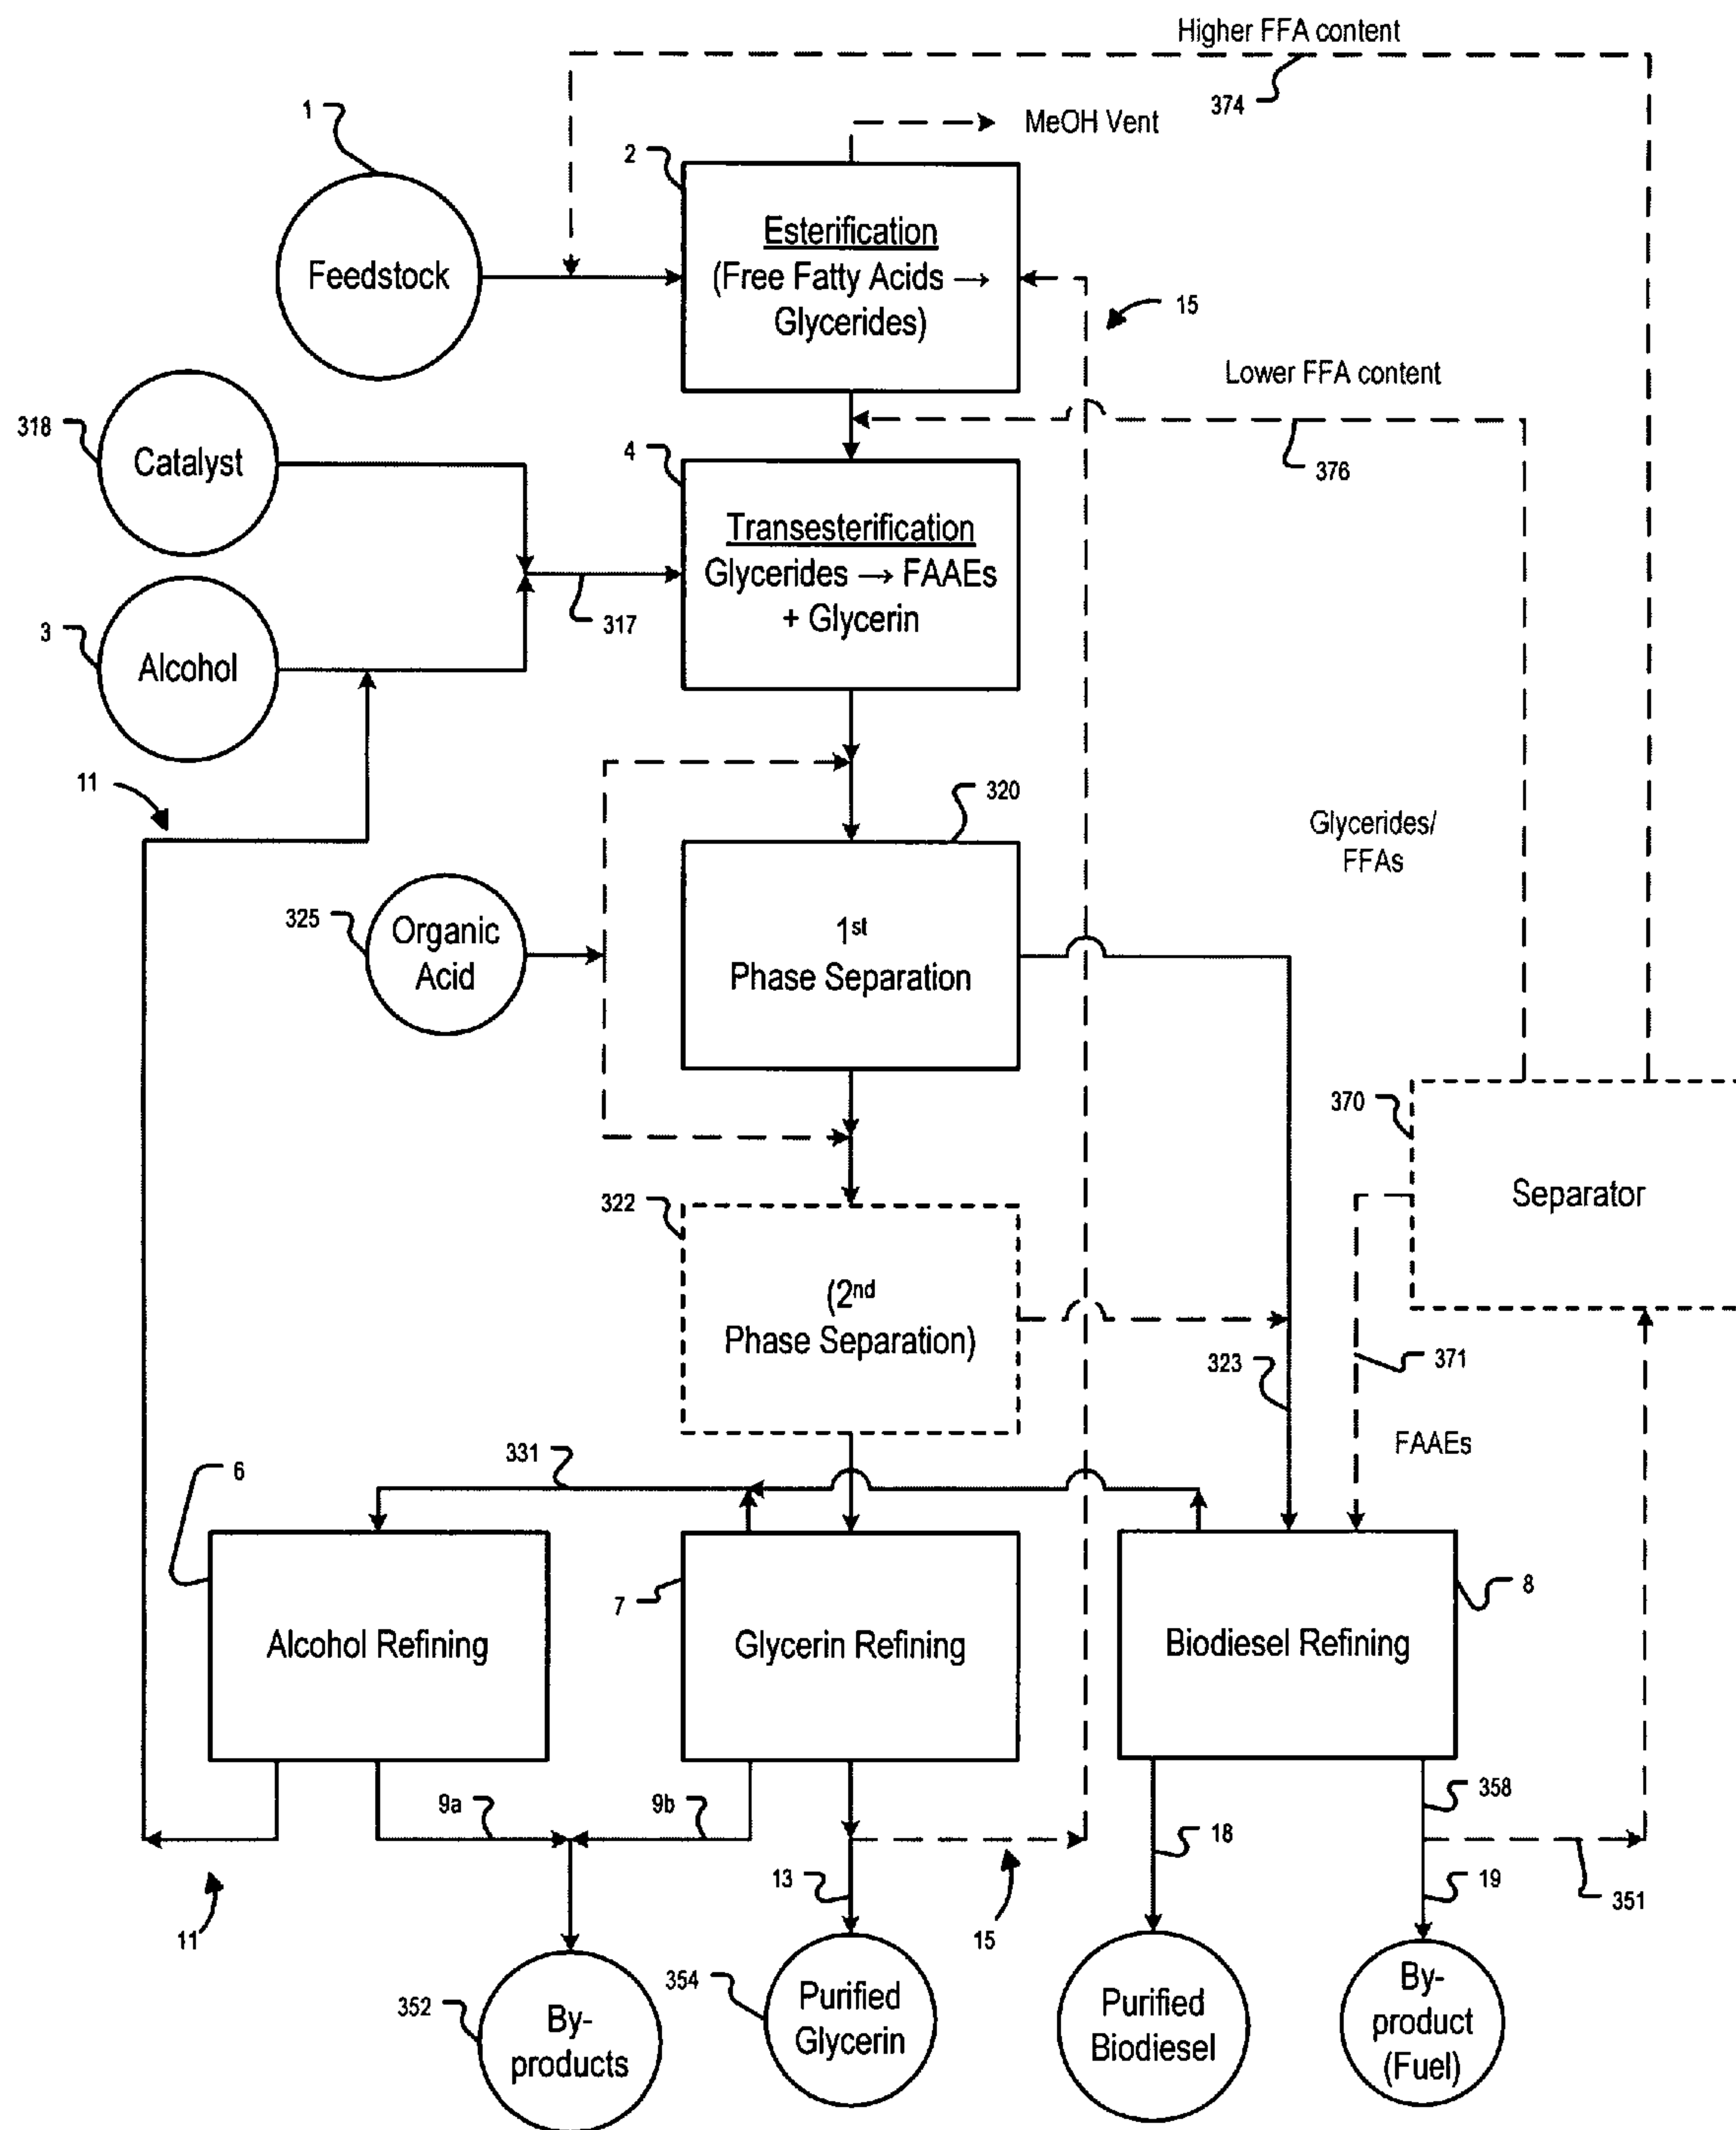 Higher FFA content
374
1
MeOH Vent
2
Esterification
(Free Fatty Acids →
Glycerides)
Feedstock
15
Lower FFA content
318
Catalyst
4
376
Transesterification
Glycerides → FAAEs
+ Glycerin
317
3
Alcohol
11
320
Glycerides/
FFAs
325
Organic
Acid
1st
Phase Separation
370
Separator
322
(2nd
Phase Separation)
323
371
FAAEs
331
6
7
8
Alcohol Refining
Glycerin Refining
Biodiesel Refining
358
9a
9b
18
13
19
351
11
15
352
By-
products
354
Purified
Glycerin
Purified
Biodiesel
By-
product
(Fuel)